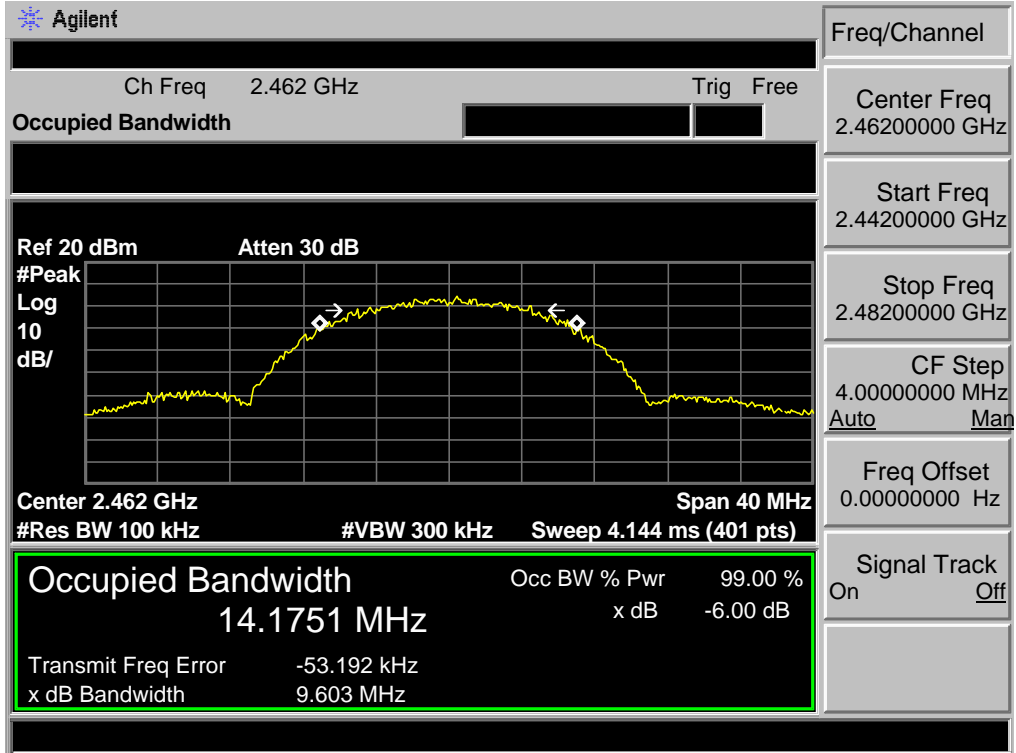 Agilent
Freq/Channel
Ch Freq 2.462 GHz Trig Free
Occupied Bandwidth
Center Freq
2.46200000 GHz
Start Freq
2.44200000 GHz
Ref 20 dBm Atten 30 dB
#Peak
Log
10
dB/
Stop Freq
2.48200000 GHz
CF Step
4.00000000 MHz
Auto Man
Freq Offset
0.00000000 Hz
Center 2.462 GHz Span 40 MHz
#Res BW 100 kHz #VBW 300 kHz Sweep 4.144 ms (401 pts)
Signal Track
On Off
Occupied Bandwidth Occ BW % Pwr 99.00 %
14.1751 MHz x dB -6.00 dB
Transmit Freq Error -53.192 kHz
x dB Bandwidth 9.603 MHz